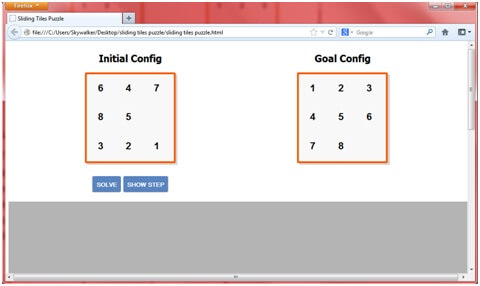 Firefox
Sliding Tiles Puzzle
file:///C:/Users/Skywalker/Desktop/sliding tiles puzzle/sliding tiles puzzle.html
Google
Initial Config
Goal Config
6 4 7
8 5
3 2 1
1 2 3
4 5 6
7 8
SOLVE
SHOW STEP